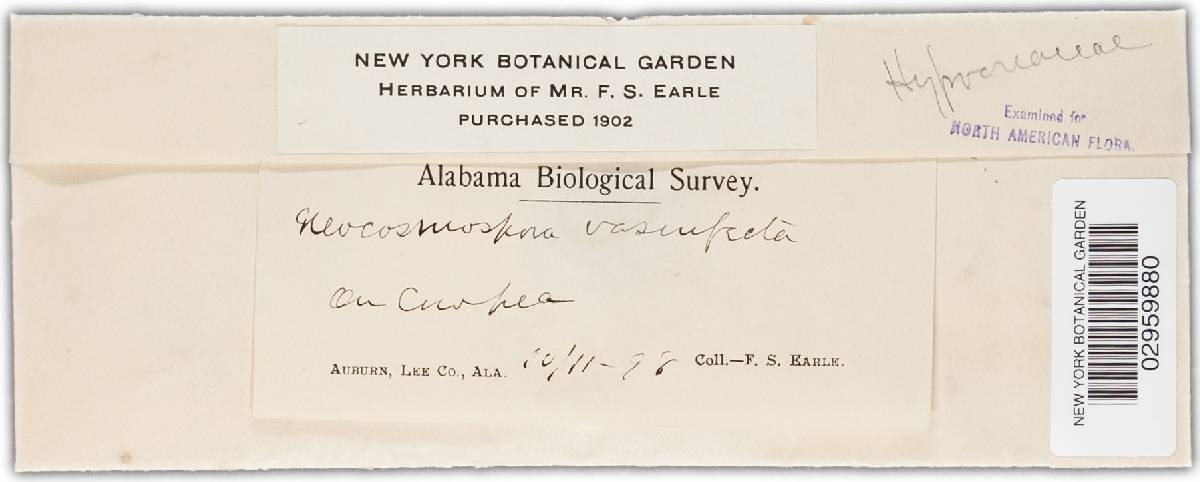 NEW YORK BOTANICAL GARDEN
HERBARIUM OF MR. F. S. EARLE
PURCHASED 1902
Hypocreaceae
Examined for
NORTH AMERICAN FLORA.
Alabama Biological Survey.
Neocosmospora vasinfecta
on Cowpea
AUBURN, LEE CO., ALA. 10/11-98 COLL.—F. S. EARLE.
NEW YORK BOTANICAL GARDEN
02959880